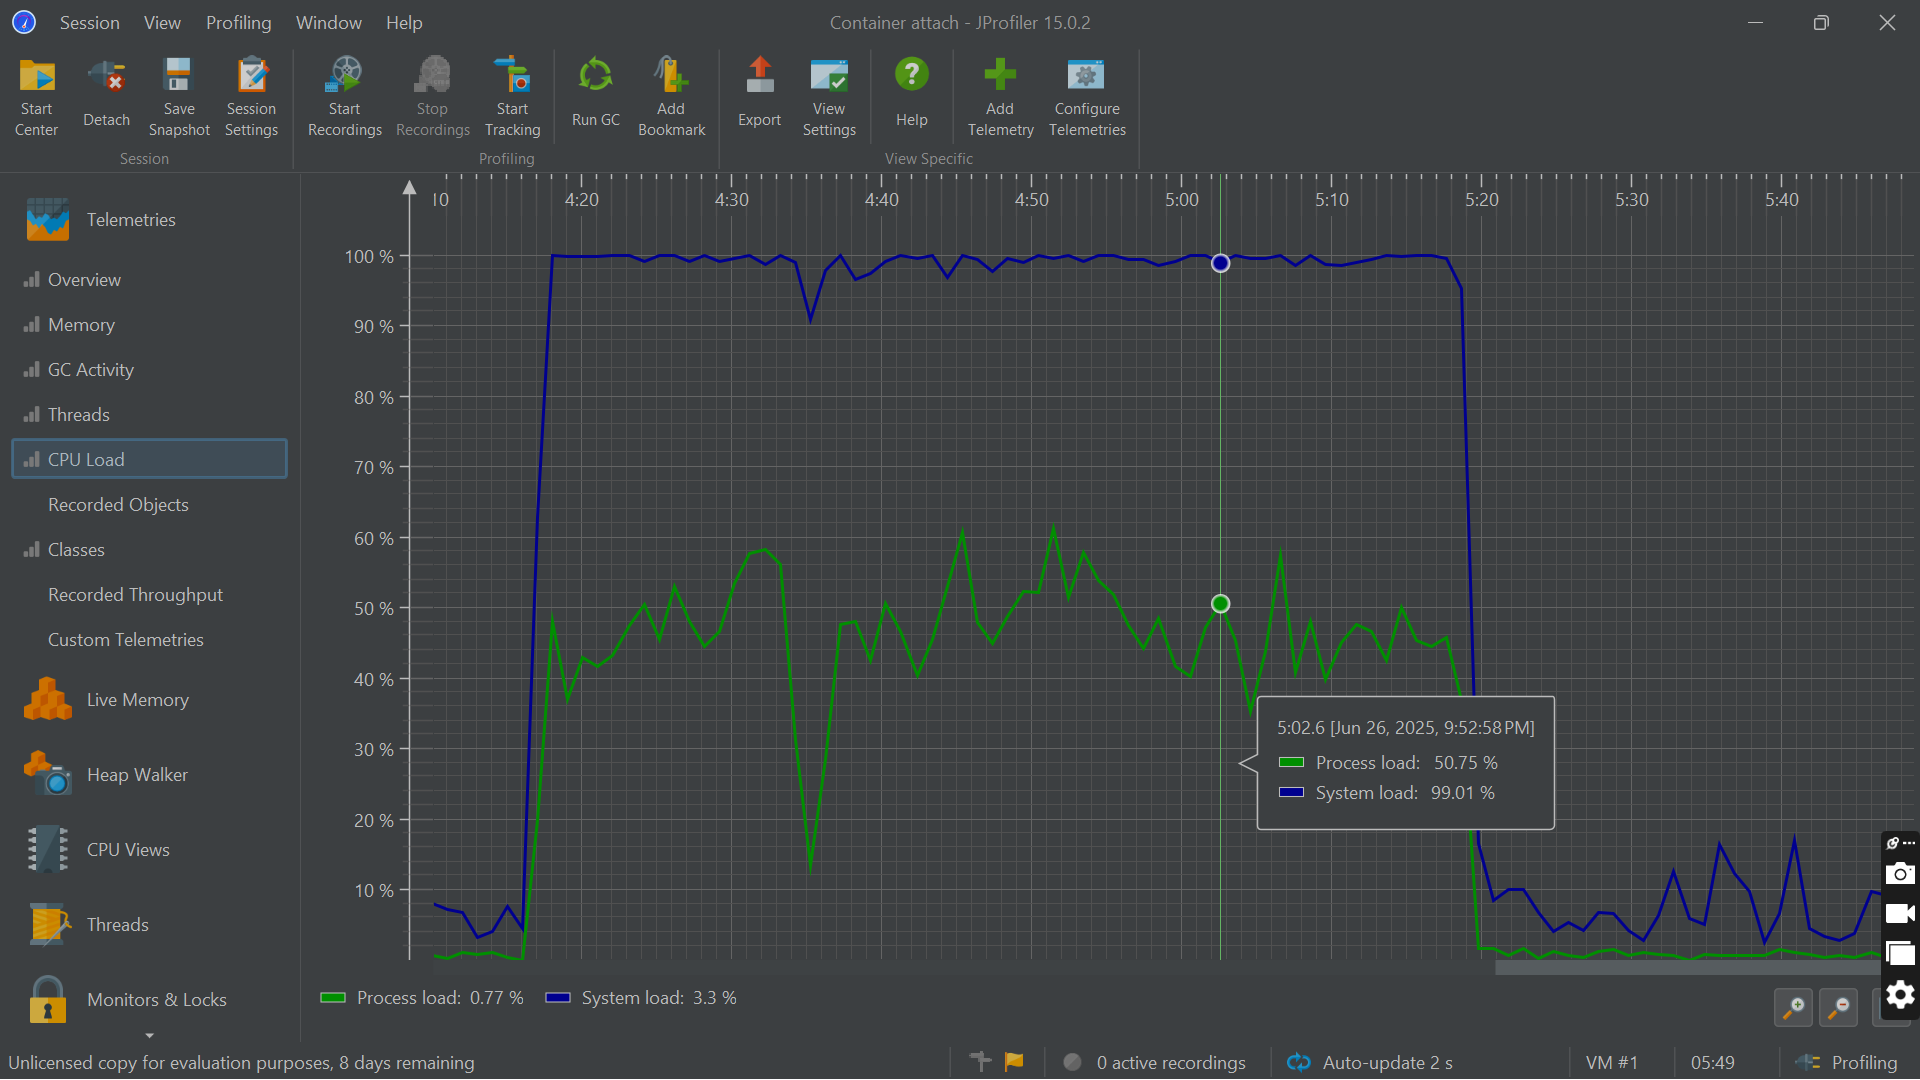 Session View Profiling Window Help
Container attach - JProfiler 15.0.2
Start Center
Detach
Save Snapshot
Session Settings
Start Recordings
Stop Recordings
Start Tracking
Run GC
Add Bookmark
Export
View Settings
Help
Add Telemetry
Configure Telemetries
Session
Profiling
View Specific
Telemetries
Overview
Memory
GC Activity
Threads
CPU Load
Recorded Objects
Classes
Recorded Throughput
Custom Telemetries
Live Memory
Heap Walker
CPU Views
Threads
Monitors & Locks
10 4:20 4:30 4:40 4:50 5:00 5:10 5:20 5:30 5:40
100 %
90 %
80 %
70 %
60 %
50 %
40 %
30 %
20 %
10 %
5:02.6 [Jun 26, 2025, 9:52:58 PM]
Process load: 50.75 %
System load: 99.01 %
Process load: 0.77 % System load: 3.3 %
Unlicensed copy for evaluation purposes, 8 days remaining
0 active recordings
Auto-update 2 s
VM #1
05:49
Profiling